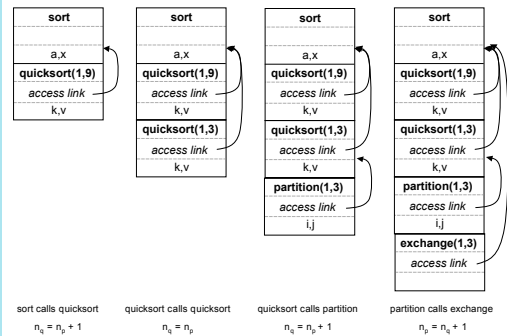 sort
a,x
quicksort(1,9)
access link
k,v
sort
a,x
quicksort(1,9)
access link
k,v
quicksort(1,3)
access link
k,v
sort
a,x
quicksort(1,9)
access link
k,v
quicksort(1,3)
access link
k,v
partition(1,3)
access link
i,j
sort
a,x
quicksort(1,9)
access link
k,v
quicksort(1,3)
access link
k,v
partition(1,3)
access link
i,j
exchange(1,3)
access link
sort calls quicksort
n_q = n_p + 1
quicksort calls quicksort
n_q = n_p
quicksort calls partition
n_q = n_p + 1
partition calls exchange
n_p = n_q + 1